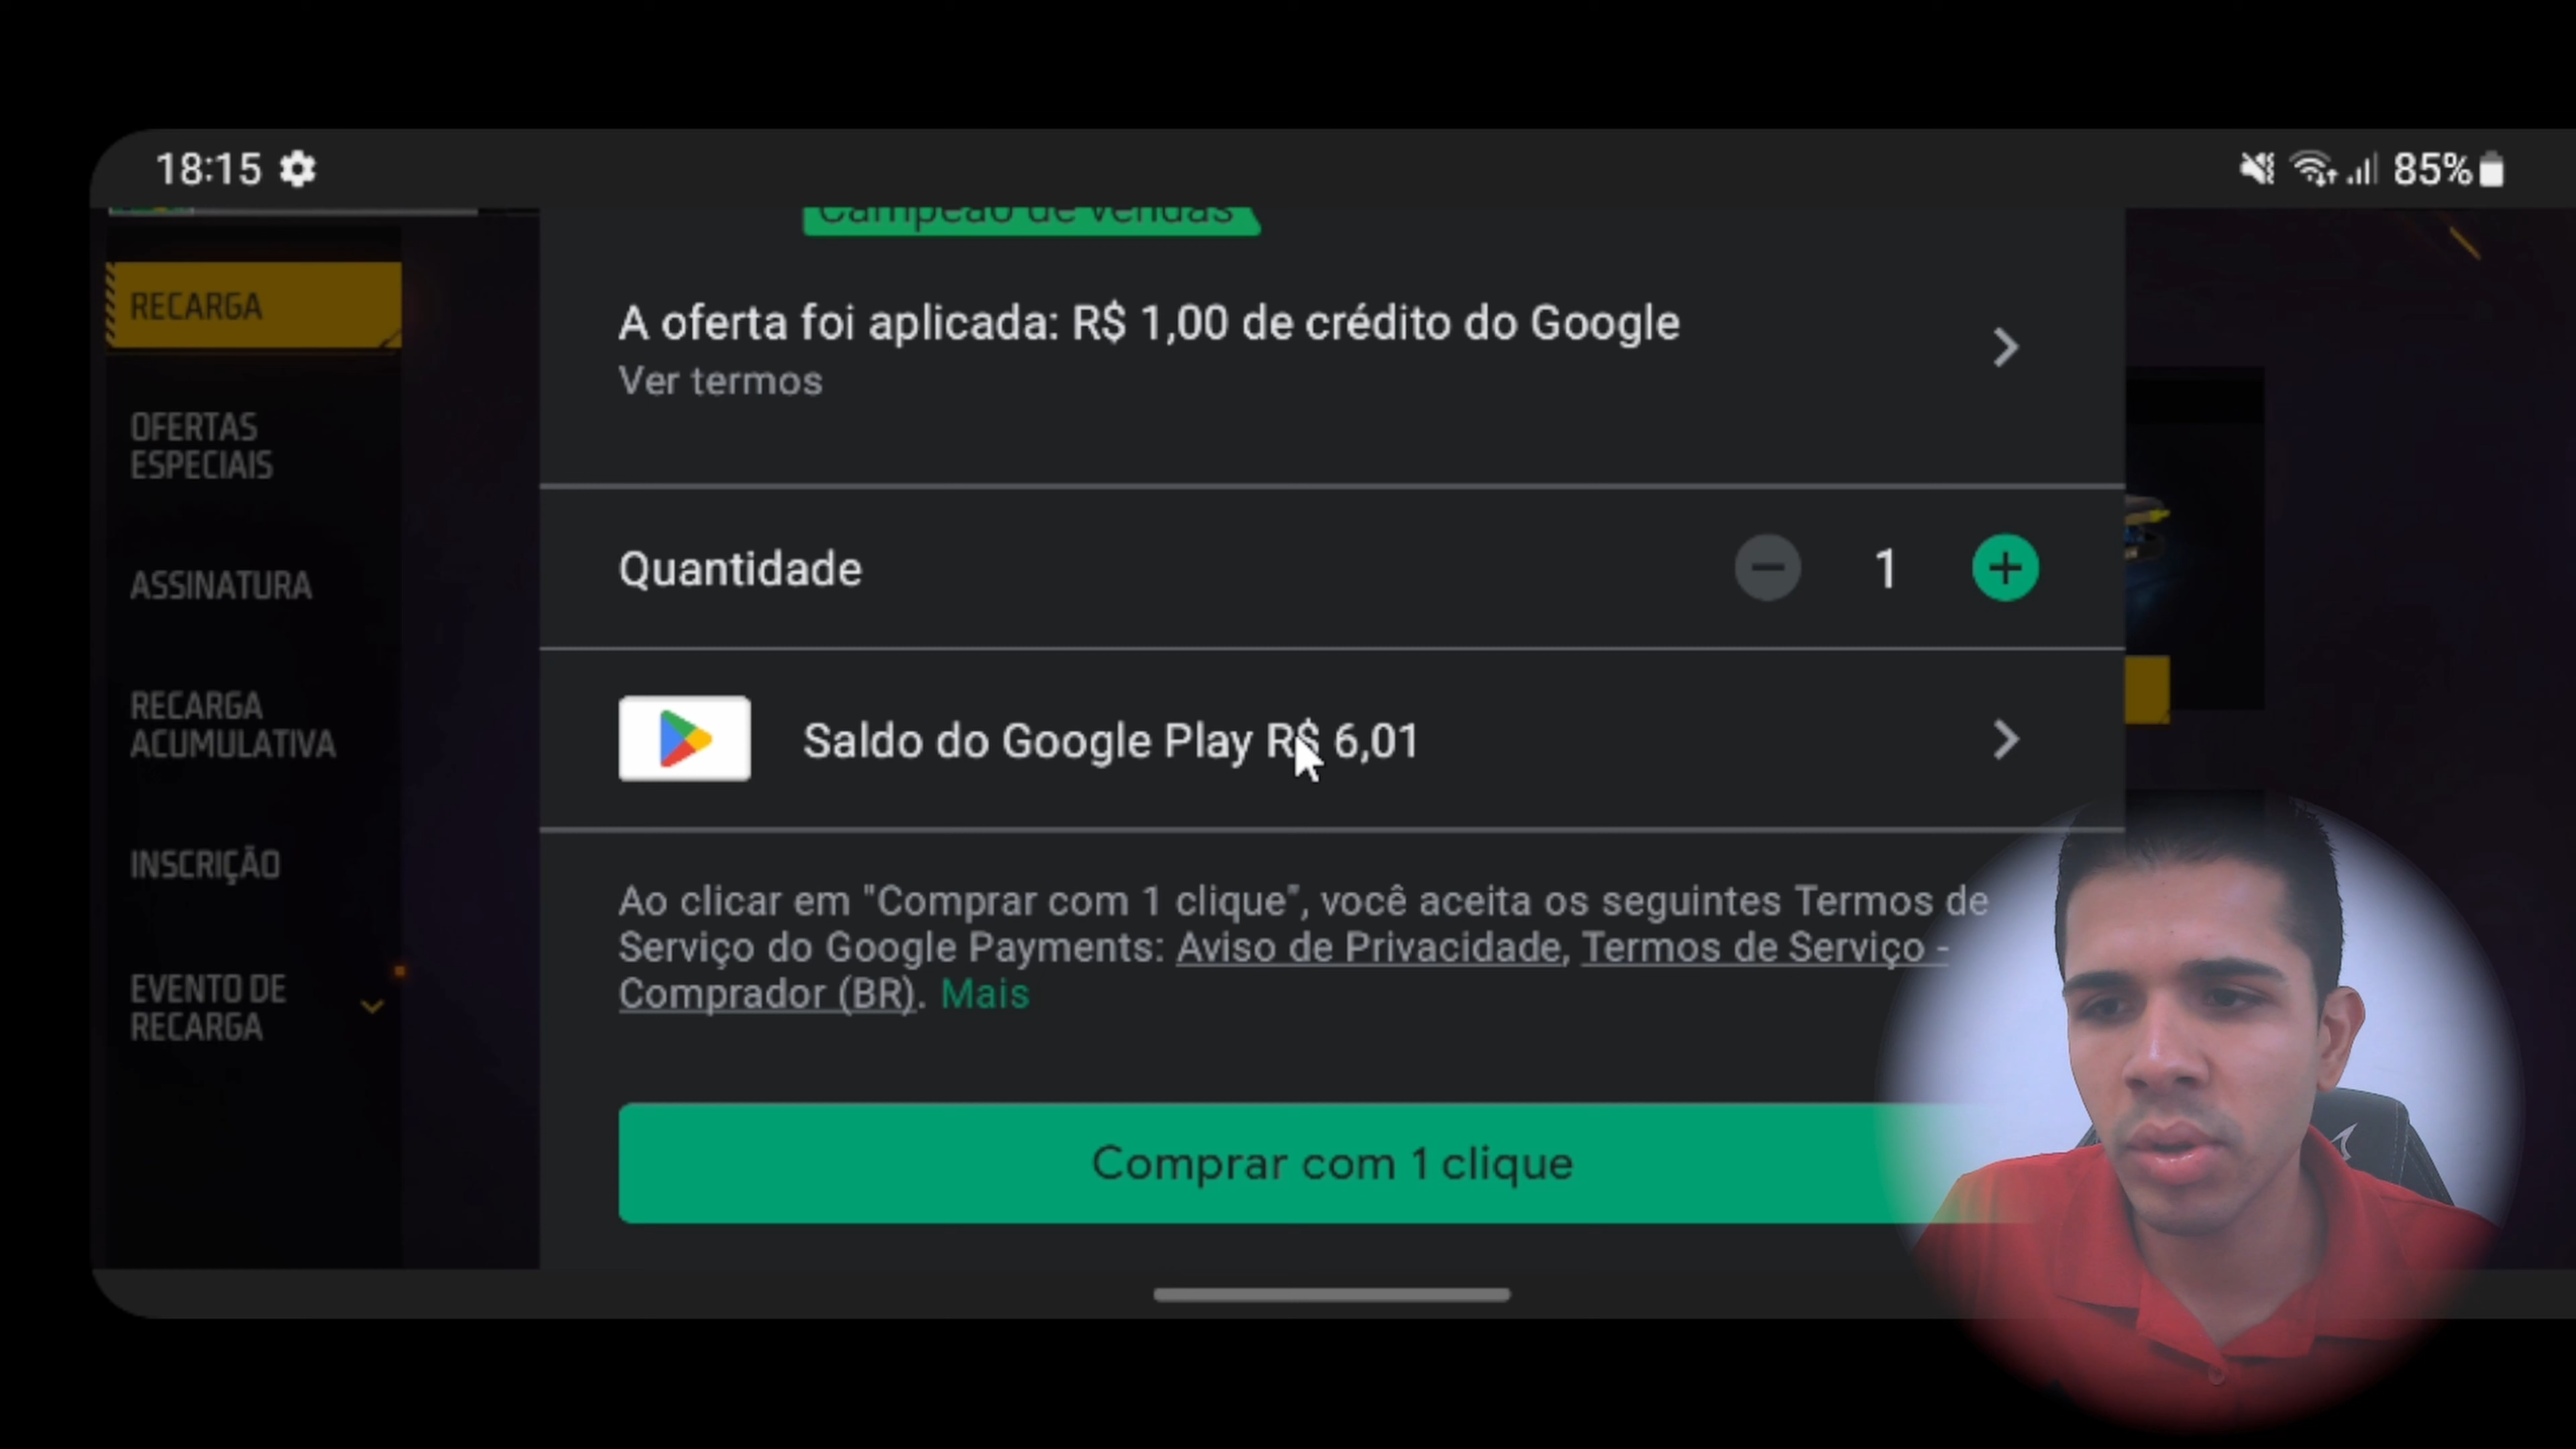 18:15
85%
Campeão de vendas
RECARGA
OFERTAS
ESPECIAIS
ASSINATURA
RECARGA
ACUMULATIVA
INSCRIÇÃO
EVENTO DE
RECARGA
A oferta foi aplicada: R$ 1,00 de crédito do Google
Ver termos
Quantidade
1
Saldo do Google Play R$ 6,01
Ao clicar em "Comprar com 1 clique", você aceita os seguintes Termos de
Serviço do Google Payments: Aviso de Privacidade, Termos de Serviço -
Comprador (BR). Mais
Comprar com 1 clique